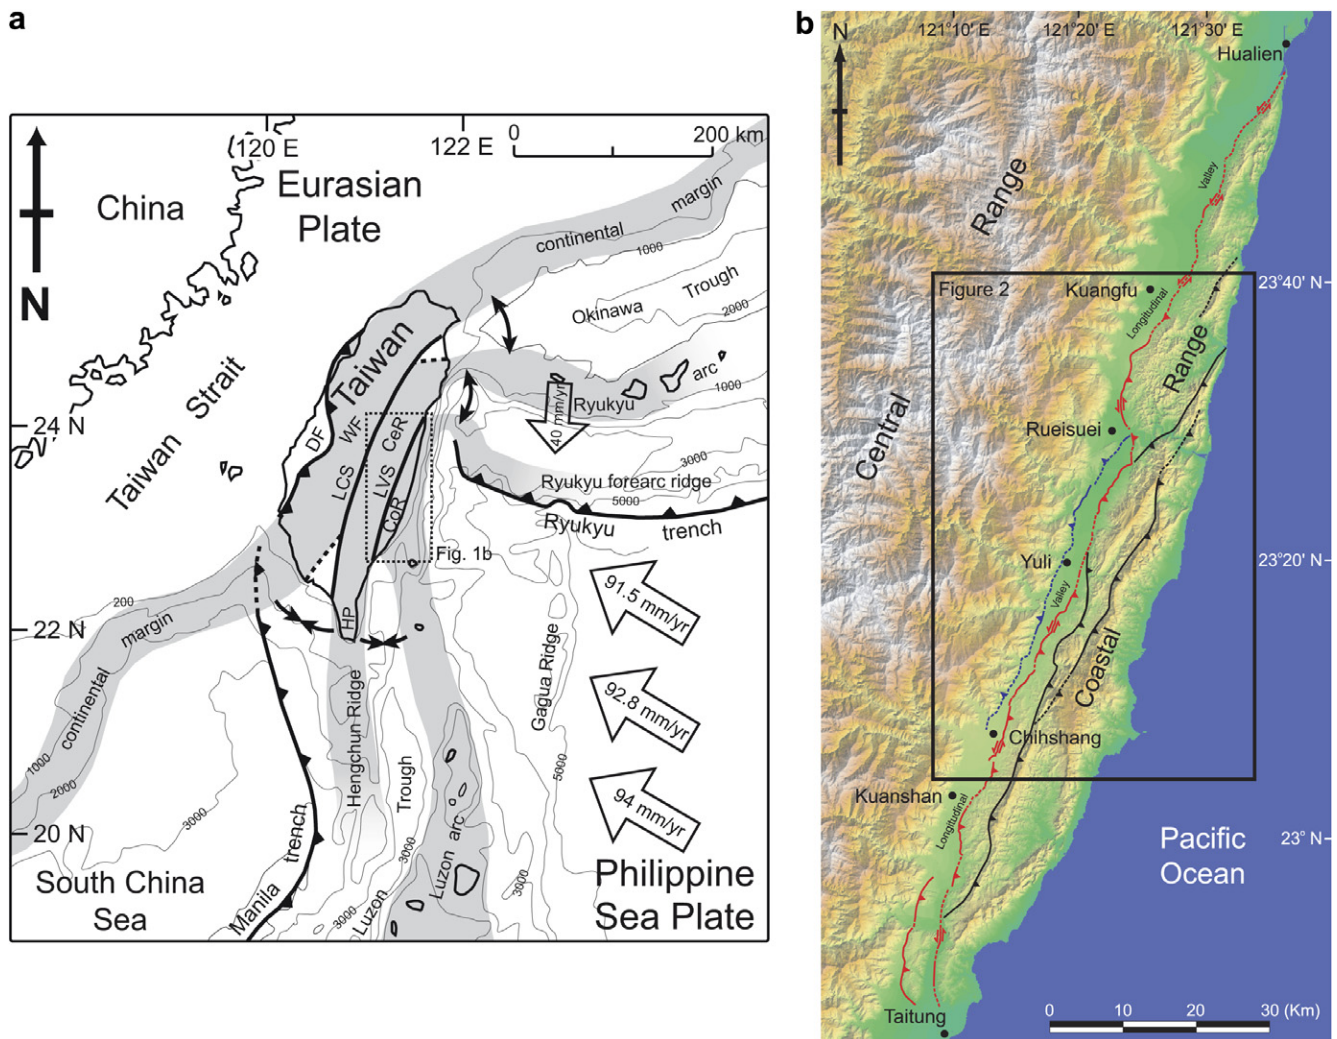 a
120 E
122 E
0
200 km
China
Eurasian
Plate
N
Taiwan
Strait
continental
margin
1000
Okinawa
Trough
2000
arc
1000
Ryukyu
40 mm/yr
3000
Ryukyu forearc ridge
5000
Ryukyu
trench
Taiwan
DF
WF
LCS
CeR
LVS
CoR
HP
Fig. 1b
24 N
22 N
20 N
200
margin
continental
1000
2000
3000
Manila
trench
South China
Sea
Hengchun Ridge
Trough
Luzon
3000
3000
Luzon
arc
Gagua Ridge
5000
3000
91.5 mm/yr
92.8 mm/yr
94 mm/yr
Philippine
Sea Plate
b
N
121°10' E
121°20' E
121°30' E
Hualien
Valley
Range
Central
Figure 2
Kuangfu
Longitudinal
Range
Rueisuei
Yuli
Valley
Coastal
Chihshang
Kuanshan
Longitudinal
Taitung
23°40' N
23°20' N
23° N
Pacific
Ocean
0
10
20
30 (Km)